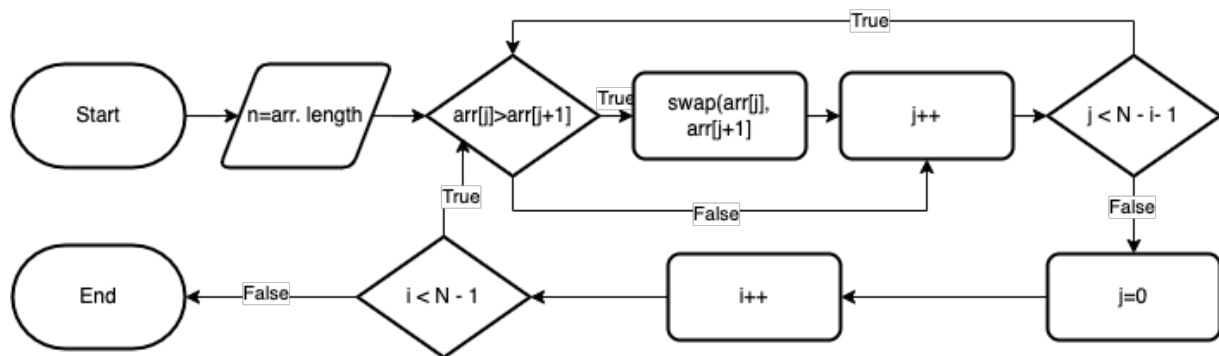 True
Start
n=arr. length
arr[j]>arr[j+1]
True
swap(arr[j],
arr[j+1]
j++
j < N - i- 1
True
False
False
End
False
i < N - 1
i++
j=0